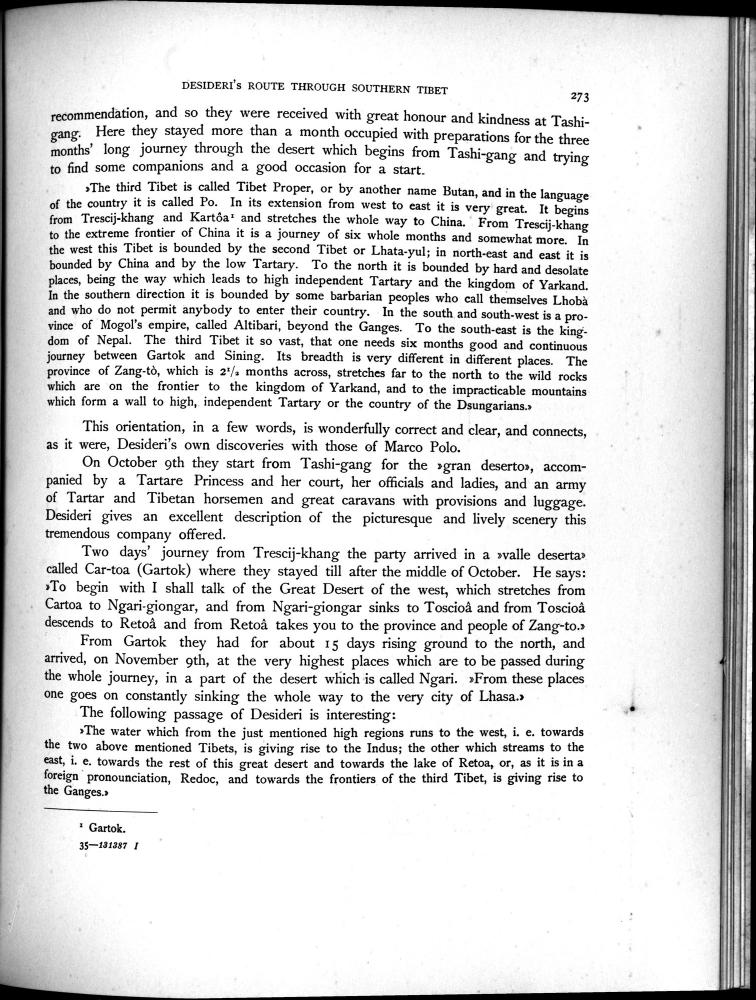 DESIDERI'S ROUTE THROUGH SOUTHERN TIBET
273
recommendation, and so they were received with great honour and kindness at Tashi-
gang. Here they stayed more than a month occupied with preparations for the three
months' long journey through the desert which begins from Tashi-gang and trying
to find some companions and a good occasion for a start.
»The third Tibet is called Tibet Proper, or by another name Butan, and in the language
of the country it is called Po. In its extension from west to east it is very great. It begins
from Trescij-khang and Kartôa¹ and stretches the whole way to China. From Trescij-khang
to the extreme frontier of China it is a journey of six whole months and somewhat more. In
the west this Tibet is bounded by the second Tibet or Lhata-yul; in north-east and east it is
bounded by China and by the low Tartary. To the north it is bounded by hard and desolate
places, being the way which leads to high independent Tartary and the kingdom of Yarkand.
In the southern direction it is bounded by some barbarian peoples who call themselves Lhobà
and who do not permit anybody to enter their country. In the south and south-west is a pro-
vince of Mogol's empire, called Altibari, beyond the Ganges. To the south-east is the king-
dom of Nepal. The third Tibet it so vast, that one needs six months good and continuous
journey between Gartok and Sining. Its breadth is very different in different places. The
province of Zang-tò, which is 2¹/₂ months across, stretches far to the north to the wild rocks
which are on the frontier to the kingdom of Yarkand, and to the impracticable mountains
which form a wall to high, independent Tartary or the country of the Dsungarians.»
This orientation, in a few words, is wonderfully correct and clear, and connects,
as it were, Desideri's own discoveries with those of Marco Polo.
On October 9th they start from Tashi-gang for the »gran deserto», accom-
panied by a Tartare Princess and her court, her officials and ladies, and an army
of Tartar and Tibetan horsemen and great caravans with provisions and luggage.
Desideri gives an excellent description of the picturesque and lively scenery this
tremendous company offered.
Two days' journey from Trescij-khang the party arrived in a »valle deserta»
called Car-toa (Gartok) where they stayed till after the middle of October. He says:
»To begin with I shall talk of the Great Desert of the west, which stretches from
Cartoa to Ngari-giongar, and from Ngari-giongar sinks to Toscioâ and from Toscioâ
descends to Retoâ and from Retoâ takes you to the province and people of Zang-to.»
From Gartok they had for about 15 days rising ground to the north, and
arrived, on November 9th, at the very highest places which are to be passed during
the whole journey, in a part of the desert which is called Ngari. »From these places
one goes on constantly sinking the whole way to the very city of Lhasa.»
The following passage of Desideri is interesting:
»The water which from the just mentioned high regions runs to the west, i. e. towards
the two above mentioned Tibets, is giving rise to the Indus; the other which streams to the
east, i. e. towards the rest of this great desert and towards the lake of Retoa, or, as it is in a
foreign pronounciation, Redoc, and towards the frontiers of the third Tibet, is giving rise to
the Ganges.»
¹ Gartok.
35—131387 I